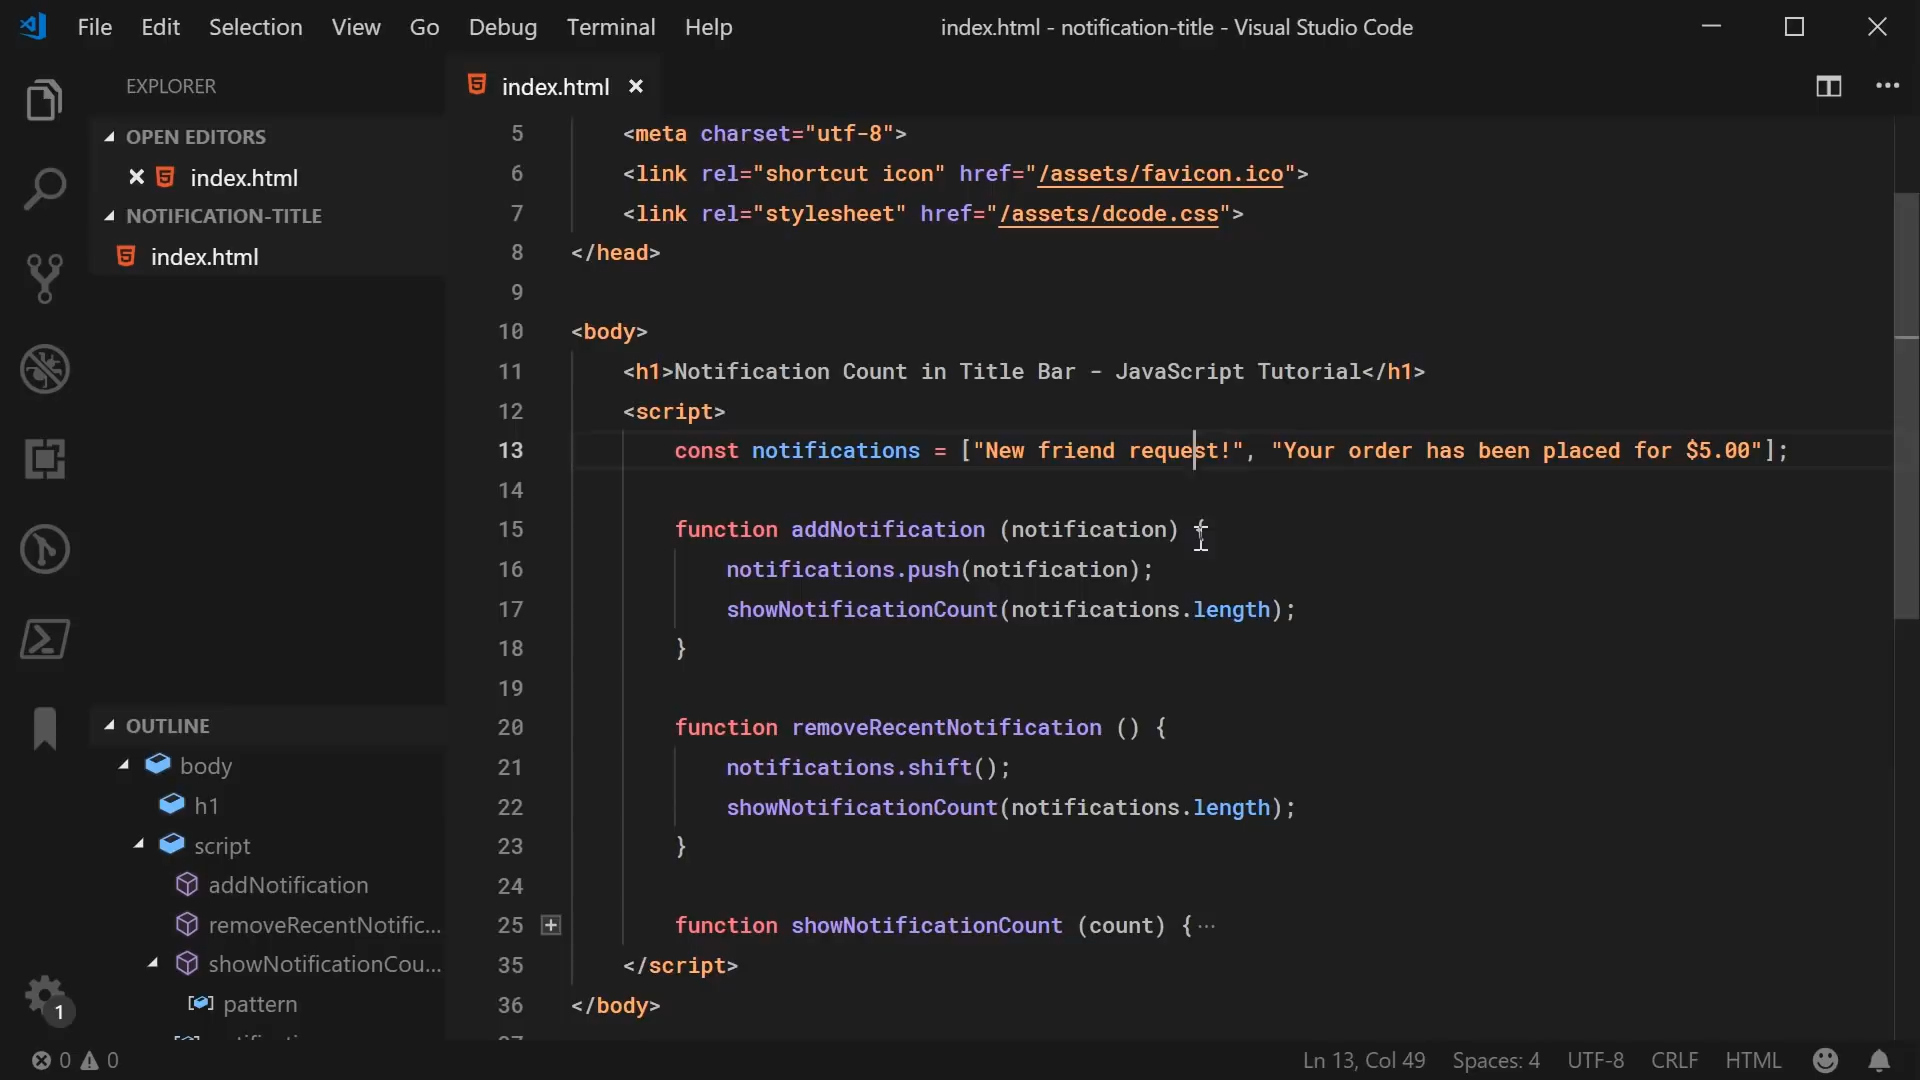 File Edit Selection View Go Debug Terminal Help index.html - notification-title - Visual Studio Code
EXPLORER
OPEN EDITORS
index.html
NOTIFICATION-TITLE
index.html
OUTLINE
body
h1
script
addNotification
removeRecentNotific...
showNotificationCou...
pattern
1
index.html
5 <meta charset="utf-8">
6 <link rel="shortcut icon" href="/assets/favicon.ico">
7 <link rel="stylesheet" href="/assets/dcode.css">
8 </head>
9
10 <body>
11 <h1>Notification Count in Title Bar - JavaScript Tutorial</h1>
12 <script>
13 const notifications = ["New friend request!", "Your order has been placed for $5.00"];
14
15 function addNotification (notification) {
16 notifications.push(notification);
17 showNotificationCount(notifications.length);
18 }
19
20 function removeRecentNotification () {
21 notifications.shift();
22 showNotificationCount(notifications.length);
23 }
24
25 function showNotificationCount (count) {...
35 </script>
36 </body>
0 0 Ln 13, Col 49 Spaces: 4 UTF-8 CRLF HTML